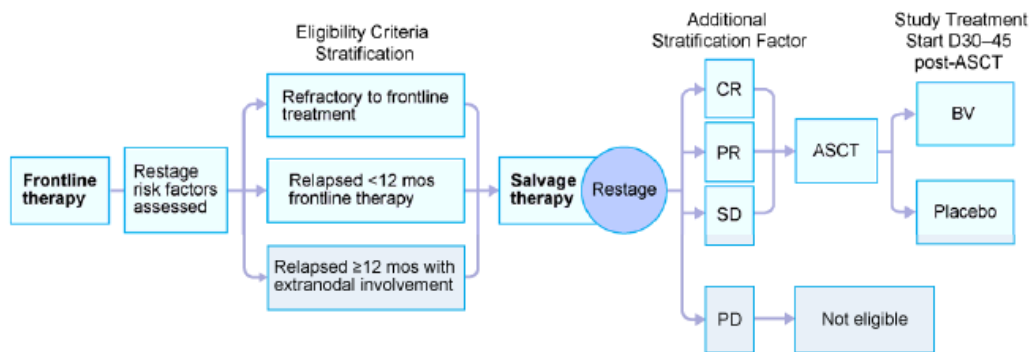 Eligibility Criteria
Stratification
Additional
Stratification Factor
Study Treatment
Start D30–45
post-ASCT
Frontline
therapy
Restage
risk factors
assessed
Refractory to frontline
treatment
Relapsed <12 mos
frontline therapy
Relapsed ≥12 mos with
extranodal involvement
Salvage
therapy
Restage
CR
PR
SD
PD
ASCT
Not eligible
BV
Placebo